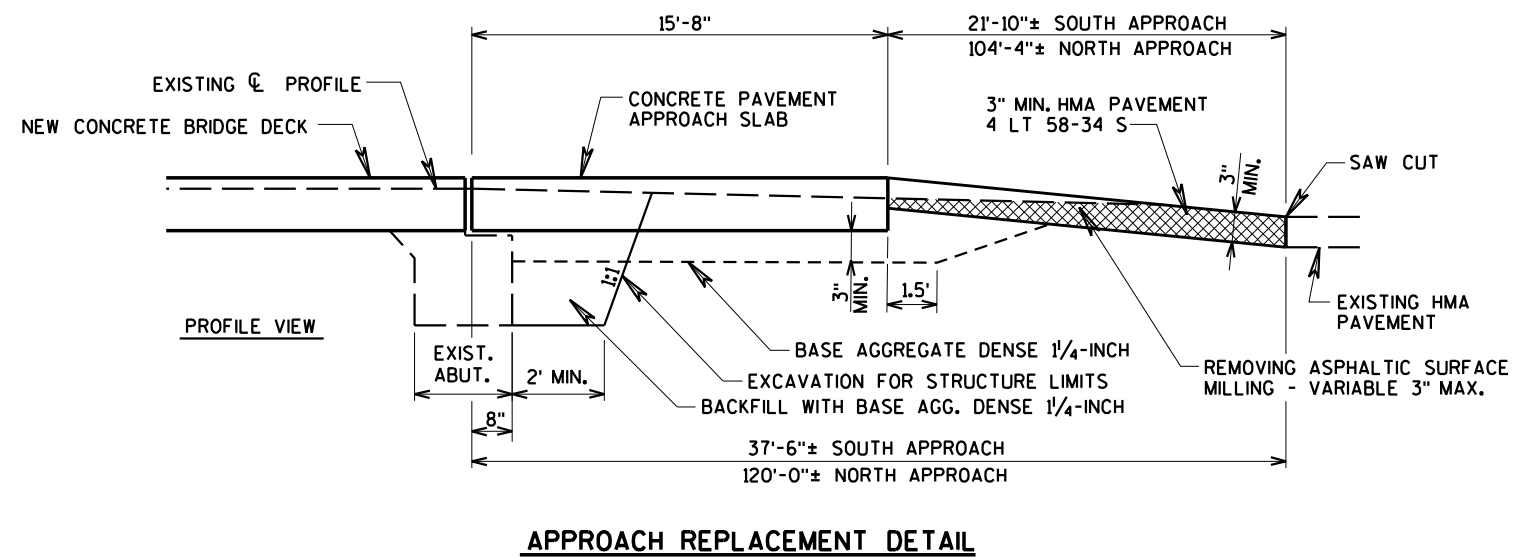 15'-8"
21'-10"± SOUTH APPROACH
104'-4"± NORTH APPROACH
EXISTING ℄ PROFILE
NEW CONCRETE BRIDGE DECK
CONCRETE PAVEMENT
APPROACH SLAB
3" MIN. HMA PAVEMENT
4 LT 58-34 S
SAW CUT
3"
MIN.
1:1
3"
MIN.
1.5'
PROFILE VIEW
EXISTING HMA
PAVEMENT
EXIST.
ABUT.
2' MIN.
BASE AGGREGATE DENSE 1¼-INCH
EXCAVATION FOR STRUCTURE LIMITS
BACKFILL WITH BASE AGG. DENSE 1¼-INCH
REMOVING ASPHALTIC SURFACE
MILLING - VARIABLE 3" MAX.
8"
37'-6"± SOUTH APPROACH
120'-0"± NORTH APPROACH
APPROACH REPLACEMENT DETAIL